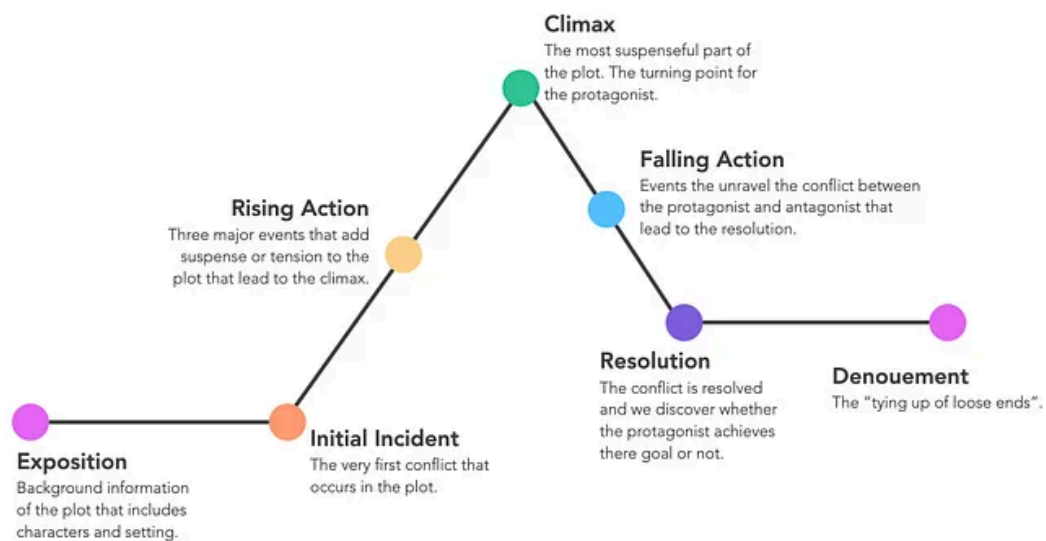 Climax
The most suspenseful part of
the plot. The turning point for
the protagonist.
Falling Action
Events the unravel the conflict between
the protagonist and antagonist that
lead to the resolution.
Rising Action
Three major events that add
suspense or tension to the
plot that lead to the climax.
Resolution
The conflict is resolved
and we discover whether
the protagonist achieves
there goal or not.
Denouement
The “tying up of loose ends”.
Initial Incident
The very first conflict that
occurs in the plot.
Exposition
Background information
of the plot that includes
characters and setting.